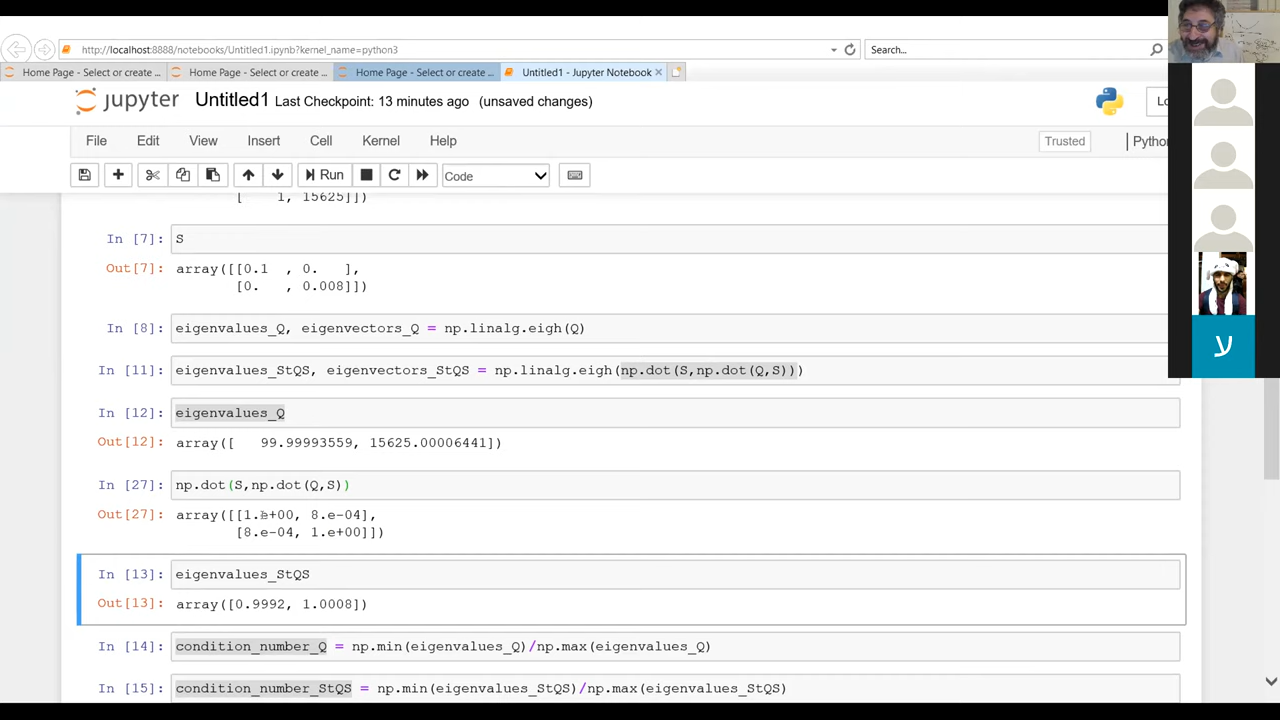 http://localhost:8888/notebooks/Untitled1.ipynb?kernel_name=python3
Search...
Home Page - Select or create ...
Home Page - Select or create ...
Home Page - Select or create ...
Untitled1 - Jupyter Notebook
jupyter Untitled1 Last Checkpoint: 13 minutes ago (unsaved changes)
File Edit View Insert Cell Kernel Help
Trusted
Python
Run
Code
[    1, 15625]])
In [7]: S
Out[7]: array([[0.1  , 0.   ],
[0.   , 0.008]])
In [8]: eigenvalues_Q, eigenvectors_Q = np.linalg.eigh(Q)
In [11]: eigenvalues_StQS, eigenvectors_StQS = np.linalg.eigh(np.dot(S,np.dot(Q,S)))
In [12]: eigenvalues_Q
Out[12]: array([   99.99993559, 15625.00006441])
In [27]: np.dot(S,np.dot(Q,S))
Out[27]: array([[1.e+00, 8.e-04],
[8.e-04, 1.e+00]])
In [13]: eigenvalues_StQS
Out[13]: array([0.9992, 1.0008])
In [14]: condition_number_Q = np.min(eigenvalues_Q)/np.max(eigenvalues_Q)
In [15]: condition_number_StQS = np.min(eigenvalues_StQS)/np.max(eigenvalues_StQS)
ע